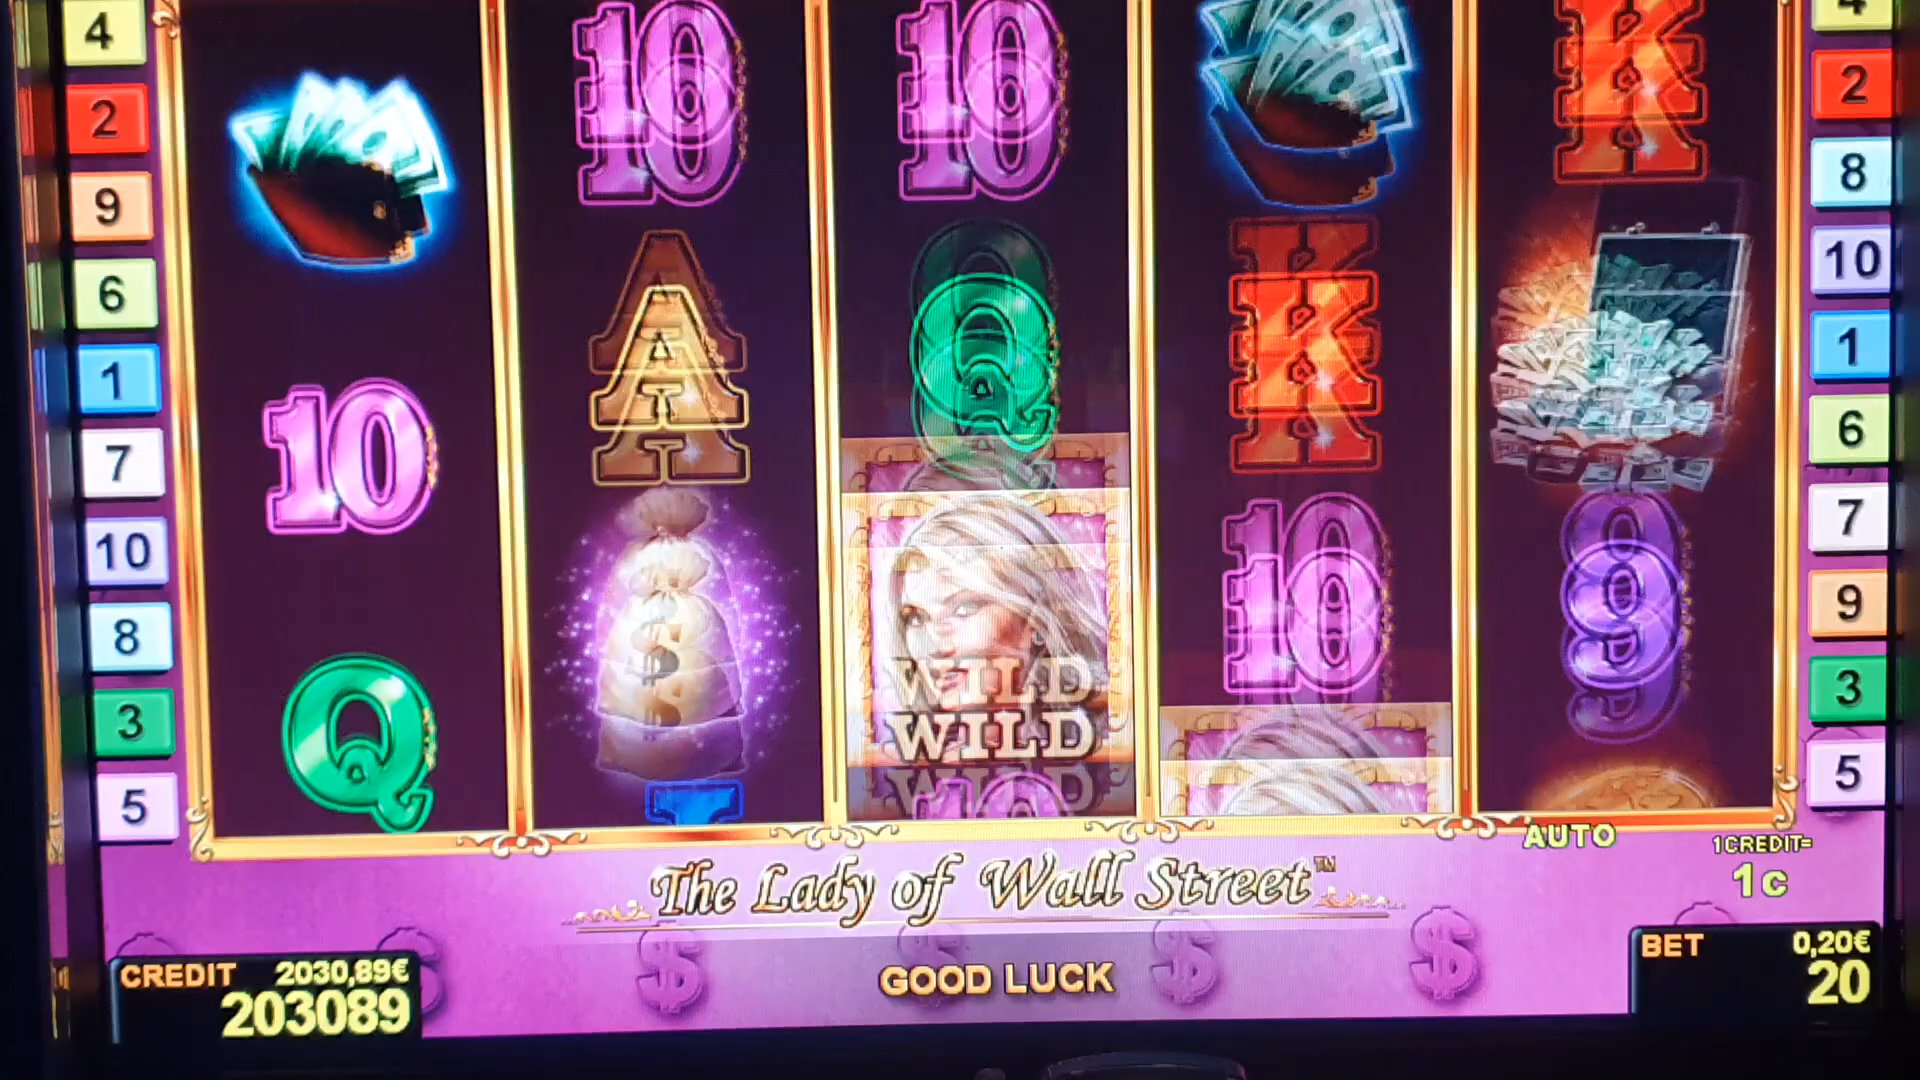 4
4
2
2
9
8
6
10
1
1
7
6
10
7
8
9
3
3
5
5
10
10
K
A
Q
K
10
WILD
10
9
Q
AUTO
1CREDIT=
1c
The Lady of Wall Street™
CREDIT 2030,89€
203089
GOOD LUCK
BET 0,20€
20